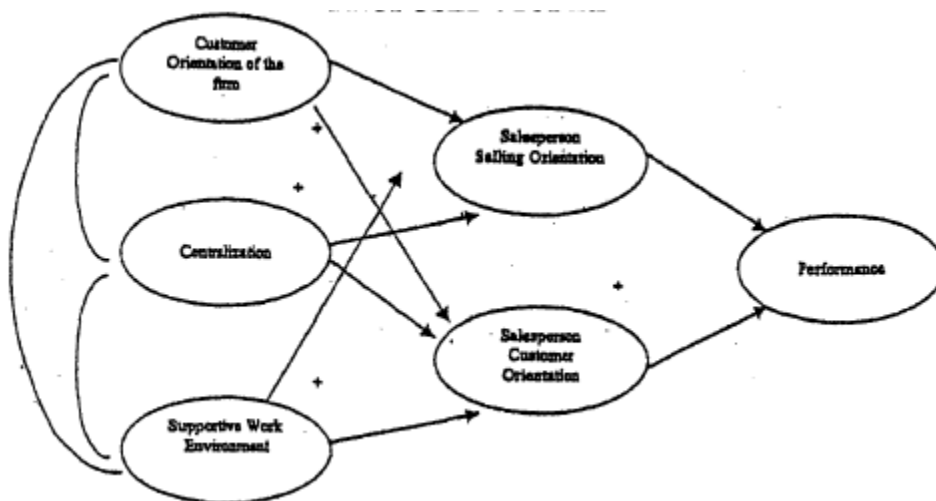 Customer
Orientation of the
firm
Salesperson
Selling Orientation
+
+
Centralization
Performance
+
Salesperson
Customer
Orientation
+
Supportive Work
Environment